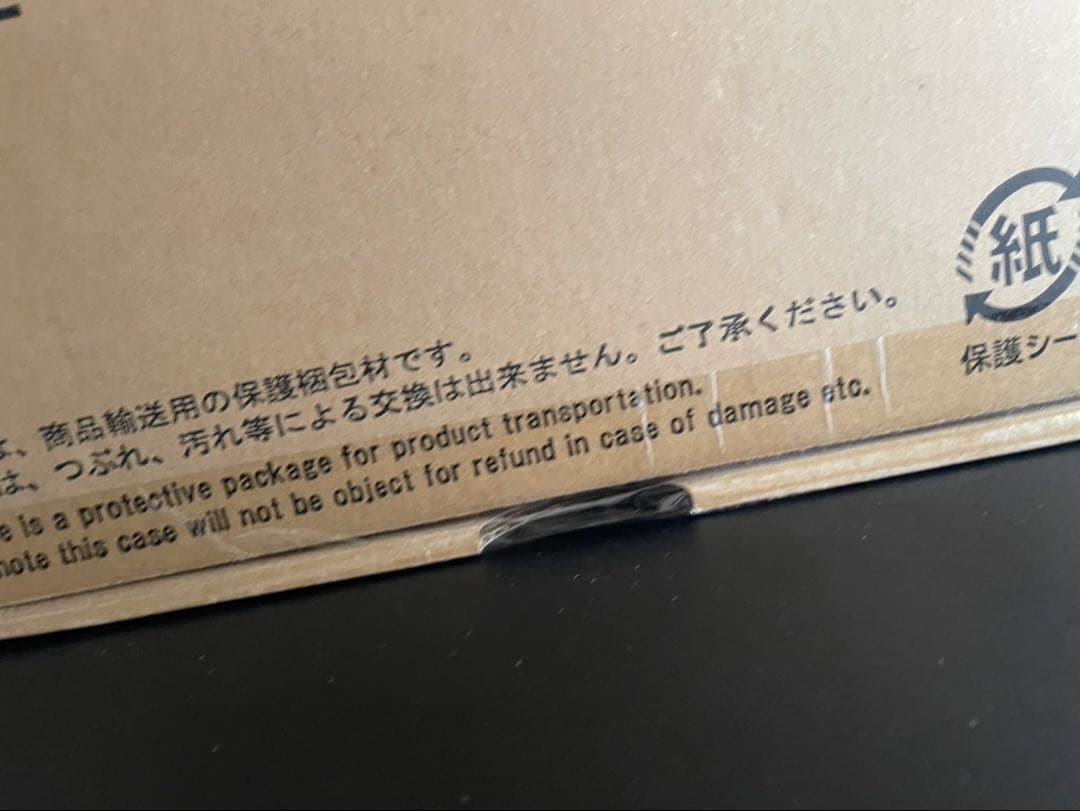 、商品輸送用の保護梱包材です。
は、つぶれ、汚れ等による交換は出来ません。ご了承ください。
e is a protective package for product transportation.
note this case will not be object for refund in case of damage etc.
紙
保護シー